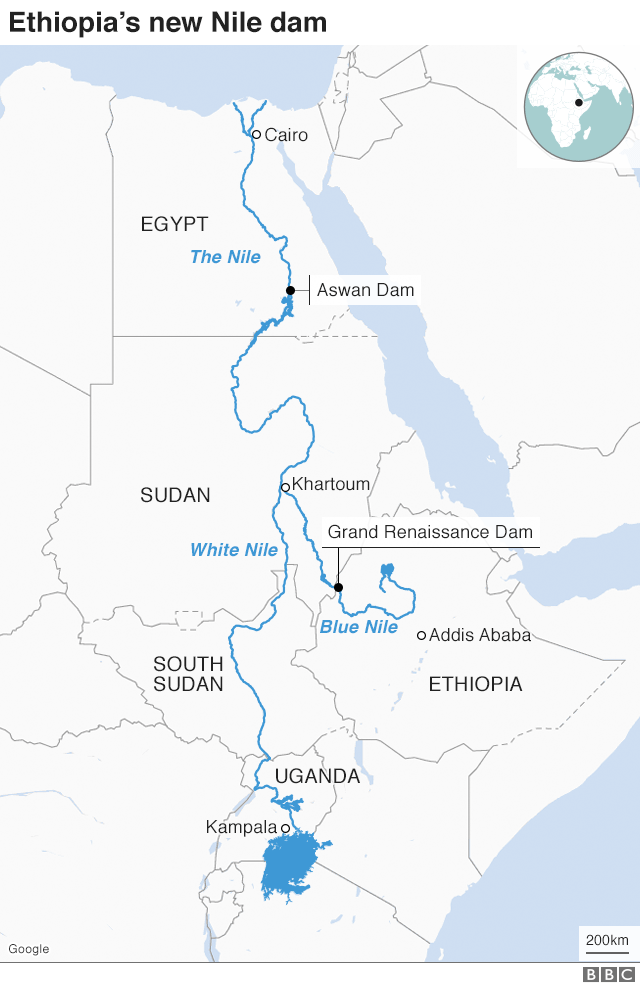 Ethiopia's new Nile dam
Cairo
EGYPT
The Nile
Aswan Dam
SUDAN
Khartoum
Grand Renaissance Dam
White Nile
Blue Nile
Addis Ababa
SOUTH
SUDAN
ETHIOPIA
UGANDA
Kampala
Google
200km
BBC